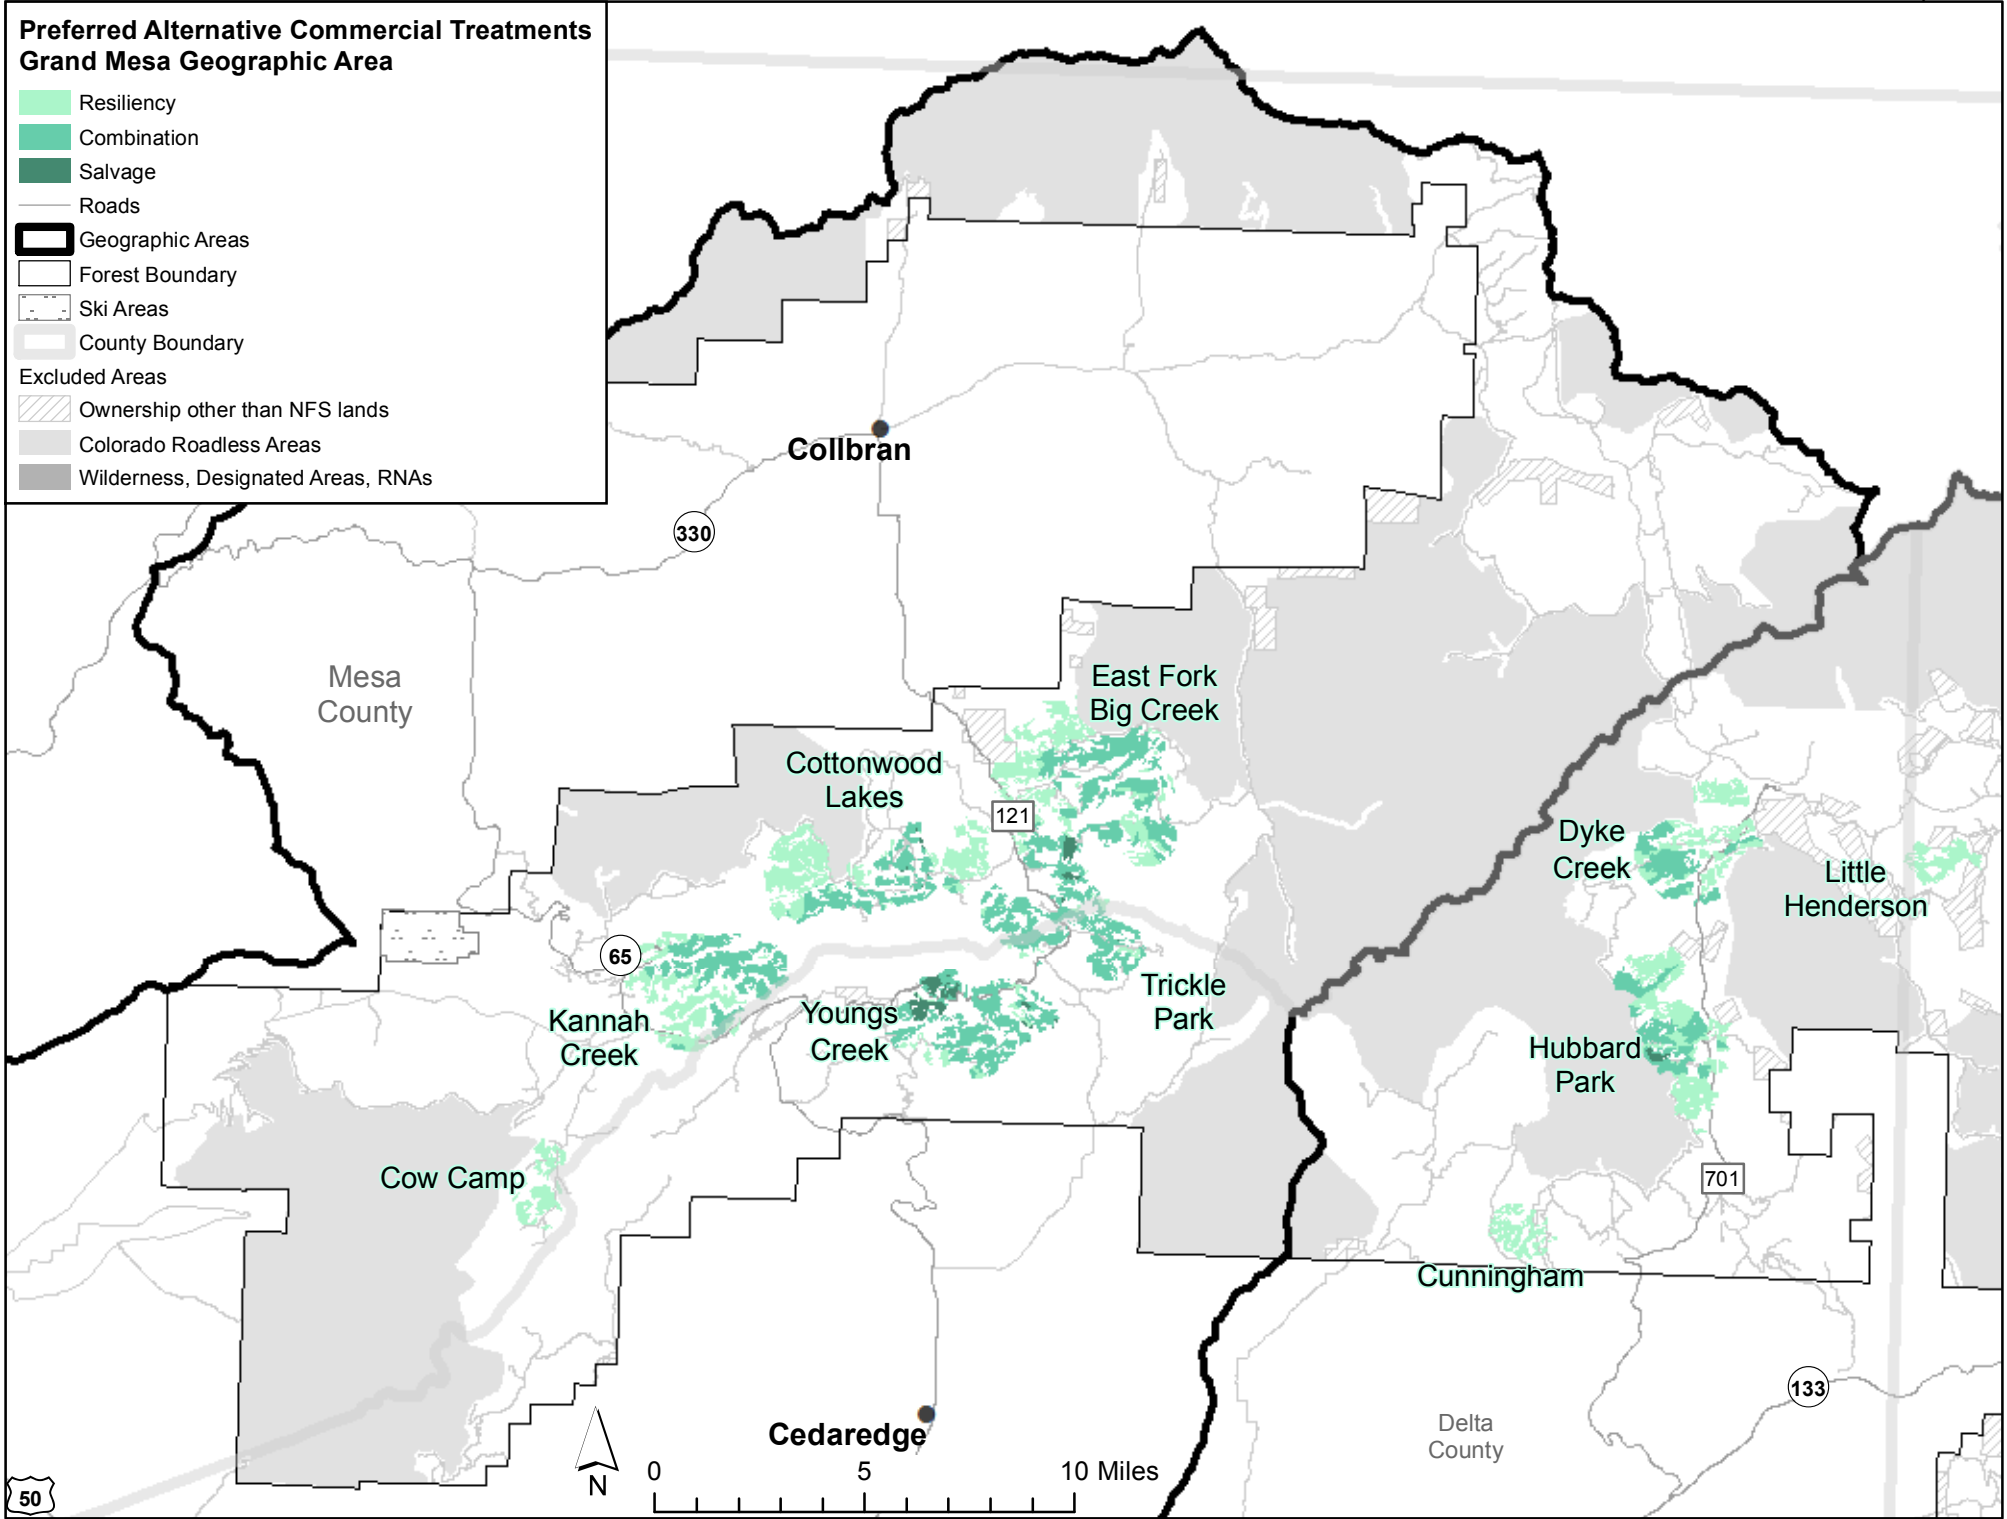 Preferred Alternative Commercial Treatments
Grand Mesa Geographic Area
Resiliency
Combination
Salvage
Roads
Geographic Areas
Forest Boundary
Ski Areas
County Boundary
Excluded Areas
Ownership other than NFS lands
Colorado Roadless Areas
Wilderness, Designated Areas, RNAs
Collbran
330
Mesa
County
East Fork
Big Creek
Cottonwood
Lakes
121
Dyke
Creek
Little
Henderson
65
Kannah
Creek
Youngs
Creek
Trickle
Park
Hubbard
Park
Cow Camp
701
Cunningham
133
Delta
County
Cedaredge
N
0 5 10 Miles
50